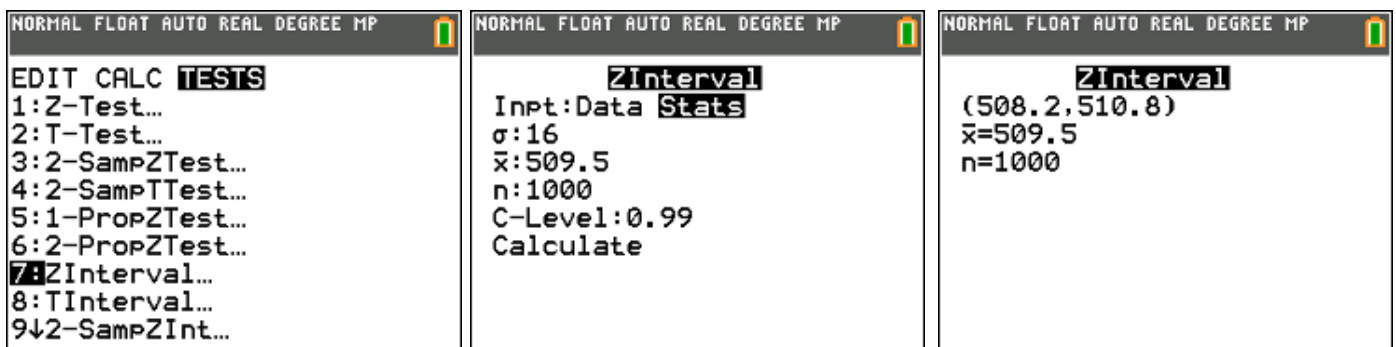 NORMAL FLOAT AUTO REAL DEGREE MP
EDIT CALC TESTS
1:Z-Test…
2:T-Test…
3:2-SampZTest…
4:2-SampTTest…
5:1-PropZTest…
6:2-PropZTest…
7:ZInterval…
8:TInterval…
9↓2-SampZInt…
NORMAL FLOAT AUTO REAL DEGREE MP
ZInterval
Inpt:Data Stats
σ:16
x̄:509.5
n:1000
C-Level:0.99
Calculate
NORMAL FLOAT AUTO REAL DEGREE MP
ZInterval
(508.2,510.8)
x̄=509.5
n=1000